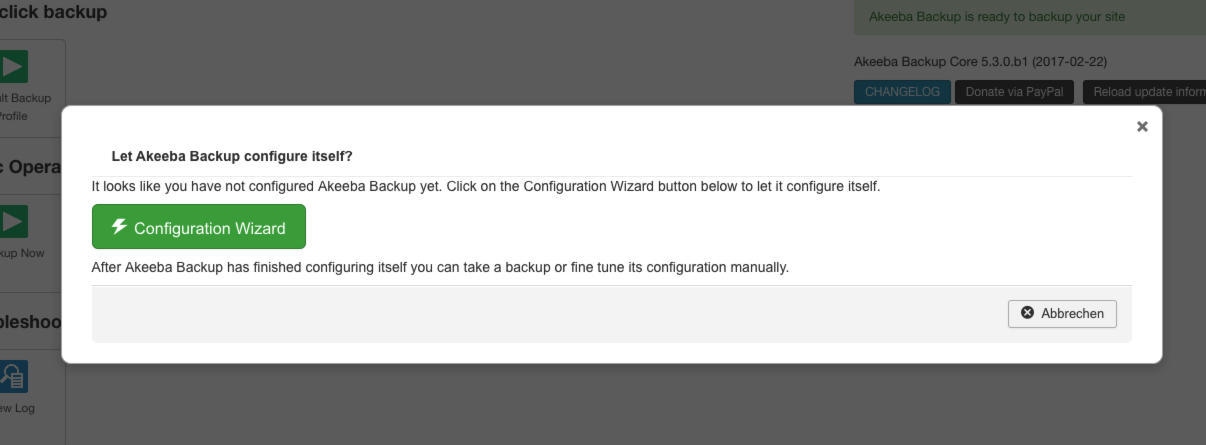 click backup
Akeeba Backup is ready to backup your site
Akeeba Backup Core 5.3.0.b1 (2017-02-22)
CHANGELOG
Donate via PayPal
Reload update inform
lt Backup
Profile
Let Akeeba Backup configure itself?
It looks like you have not configured Akeeba Backup yet. Click on the Configuration Wizard button below to let it configure itself.
Configuration Wizard
After Akeeba Backup has finished configuring itself you can take a backup or fine tune its configuration manually.
Abbrechen
c Opera
kup Now
bleshoo
ew Log